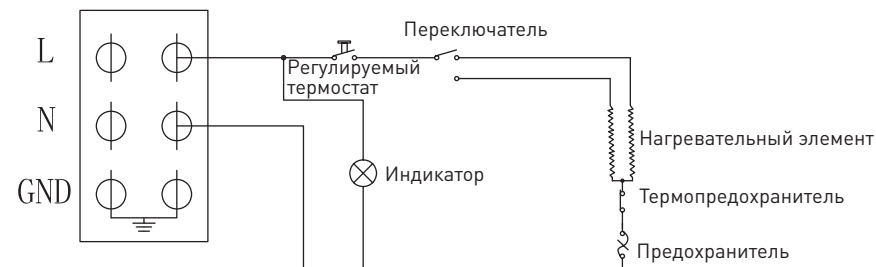 Переключатель
L
Регулируемый
термостат
N
Нагревательный элемент
Индикатор
GND
Термопредохранитель
Предохранитель